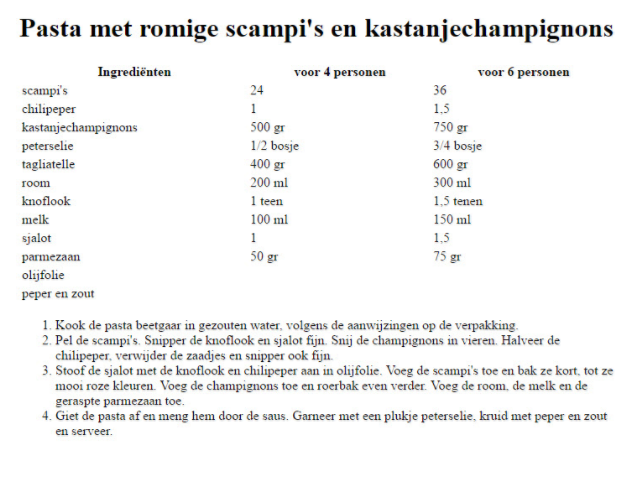 Pasta met romige scampi's en kastanjechampignons
Ingrediënten voor 4 personen voor 6 personen
scampi's 24 36
chilipeper 1 1,5
kastanjechampignons 500 gr 750 gr
peterselie 1/2 bosje 3/4 bosje
tagliatelle 400 gr 600 gr
room 200 ml 300 ml
knoflook 1 teen 1,5 tenen
melk 100 ml 150 ml
sjalot 1 1,5
parmezaan 50 gr 75 gr
olijfolie
peper en zout
1. Kook de pasta beetgaar in gezouten water, volgens de aanwijzingen op de verpakking.
2. Pel de scampi's. Snipper de knoflook en sjalot fijn. Snij de champignons in vieren. Halveer de
chilipeper, verwijder de zaadjes en snipper ook fijn.
3. Stoof de sjalot met de knoflook en chilipeper aan in olijfolie. Voeg de scampi's toe en bak ze kort, tot ze
mooi roze kleuren. Voeg de champignons toe en roerbak even verder. Voeg de room, de melk en de
geraspte parmezaan toe.
4. Giet de pasta af en meng hem door de saus. Garneer met een plukje peterselie, kruid met peper en zout
en serveer.